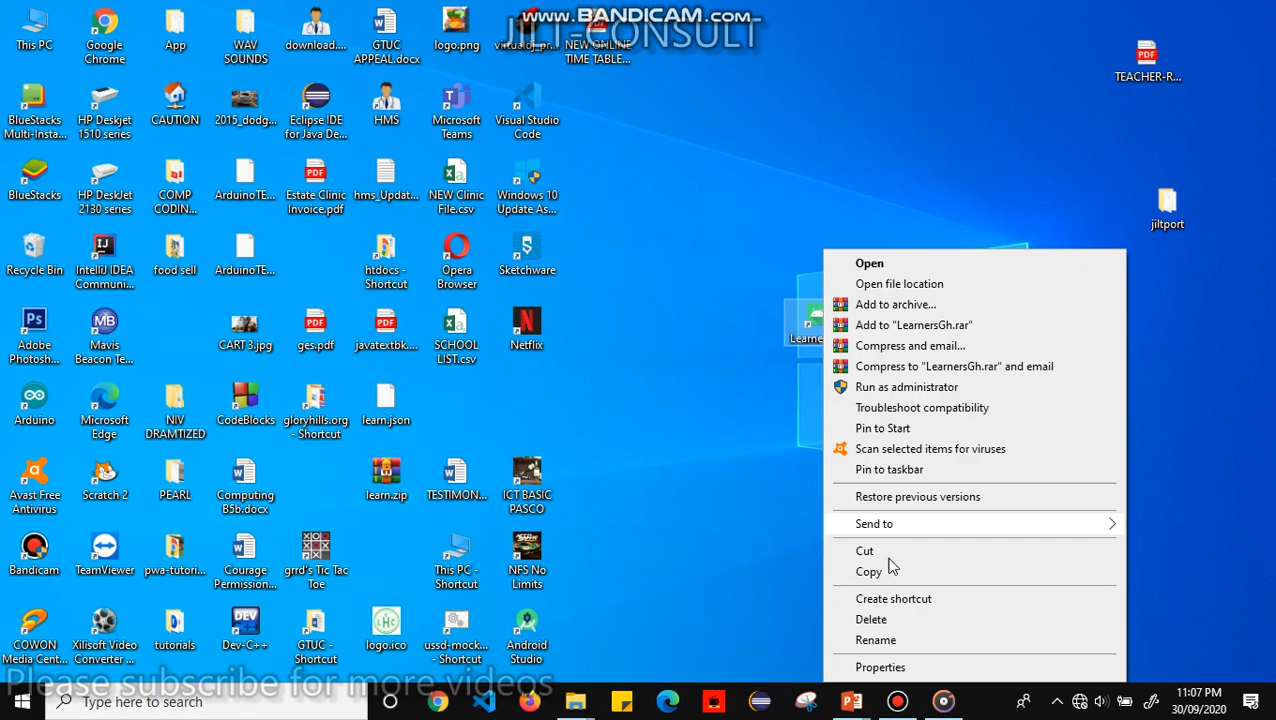 www.BANDICAM.com
JILT-CONSULT
This PC
Google
Chrome
App
WAV
SOUNDS
download....
GTUC
APPEAL.docx
logo.png
virtualdj_pr...
NEW ONLINE
TIME TABLE...
TEACHER-R...
BlueStacks
Multi-Insta...
HP Deskjet
1510 series
CAUTION
2015_dodg...
Eclipse IDE
for Java De...
HMS
Microsoft
Teams
Visual Studio
Code
BlueStacks
HP DeskJet
2130 series
COMP
CODIN...
ArduinoTE...
Estate Clinic
Invoice.pdf
hms_Updat...
NEW Clinic
File.csv
Windows 10
Update As...
jiltport
Recycle Bin
IntelliJ IDEA
Communi...
food sell
ArduinoTE...
htdocs -
Shortcut
Opera
Browser
Sketchware
Adobe
Photosh...
Mavis
Beacon Te...
CART 3.jpg
ges.pdf
javatextbk....
SCHOOL
LIST.csv
Netflix
Learne
Arduino
Microsoft
Edge
NIV
DRAMTIZED
CodeBlocks
gloryhills.org
- Shortcut
learn.json
Avast Free
Antivirus
Scratch 2
PEARL
Computing
B5b.docx
learn.zip
TESTIMON...
ICT BASIC
PASCO
Bandicam
TeamViewer
pwa-tutori...
Courage
Permission...
grrd's Tic Tac
Toe
This PC -
Shortcut
NFS No
Limits
COWON
Media Cent...
Xilisoft Video
Converter ...
tutorials
Dev-C++
GTUC -
Shortcut
logo.ico
ussd-mock...
- Shortcut
Android
Studio
Open
Open file location
Add to archive...
Add to "LearnersGh.rar"
Compress and email...
Compress to "LearnersGh.rar" and email
Run as administrator
Troubleshoot compatibility
Pin to Start
Scan selected items for viruses
Pin to taskbar
Restore previous versions
Send to
Cut
Copy
Create shortcut
Delete
Rename
Properties
Please subscribe for more videos
Type here to search
11:07 PM
30/09/2020